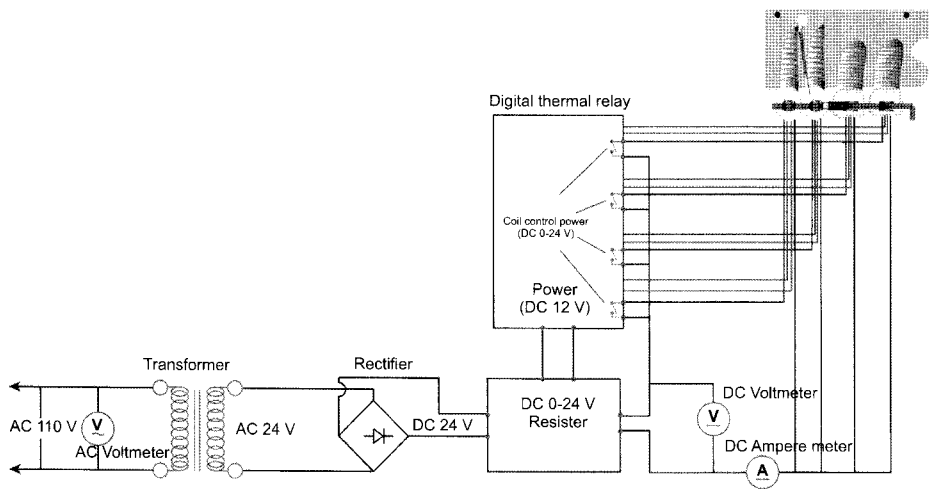 Digital thermal relay
Coil control power
(DC 0-24 V)
Power
(DC 12 V)
Transformer
Rectifier
AC 110 V
V
AC Voltmeter
AC 24 V
DC 24 V
DC 0-24 V
Resister
DC Voltmeter
V
DC Ampere meter
A